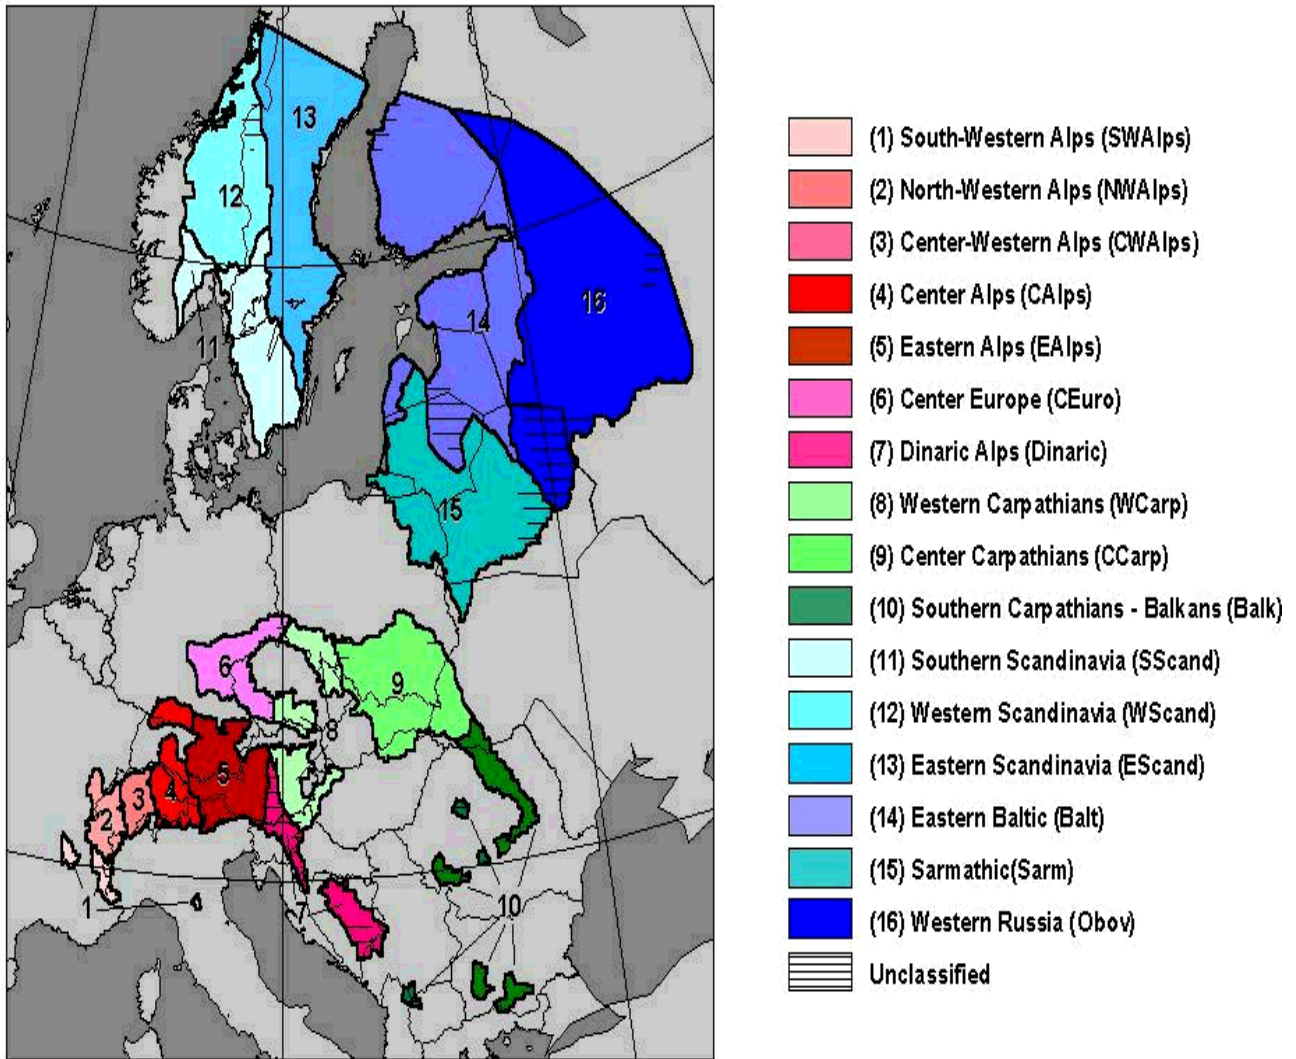 13
12
16
14
11
15
6
9
8
5
4
3
2
1
7
10
(1) South-Western Alps (SWAlps)
(2) North-Western Alps (NWAlps)
(3) Center-Western Alps (CWAlps)
(4) Center Alps (CAlps)
(5) Eastern Alps (EAlps)
(6) Center Europe (CEuro)
(7) Dinaric Alps (Dinaric)
(8) Western Carpathians (WCarp)
(9) Center Carpathians (CCarp)
(10) Southern Carpathians - Balkans (Balk)
(11) Southern Scandinavia (SScand)
(12) Western Scandinavia (WScand)
(13) Eastern Scandinavia (EScand)
(14) Eastern Baltic (Balt)
(15) Sarmathic(Sarm)
(16) Western Russia (Obov)
Unclassified